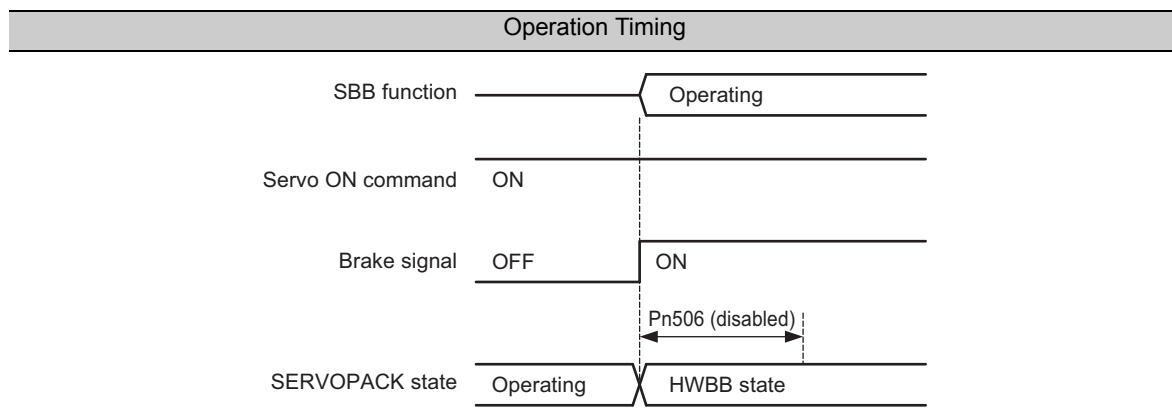 Operation Timing
SBB function
Operating
Servo ON command
ON
Brake signal
OFF
ON
Pn506 (disabled)
SERVOPACK state
Operating
HWBB state